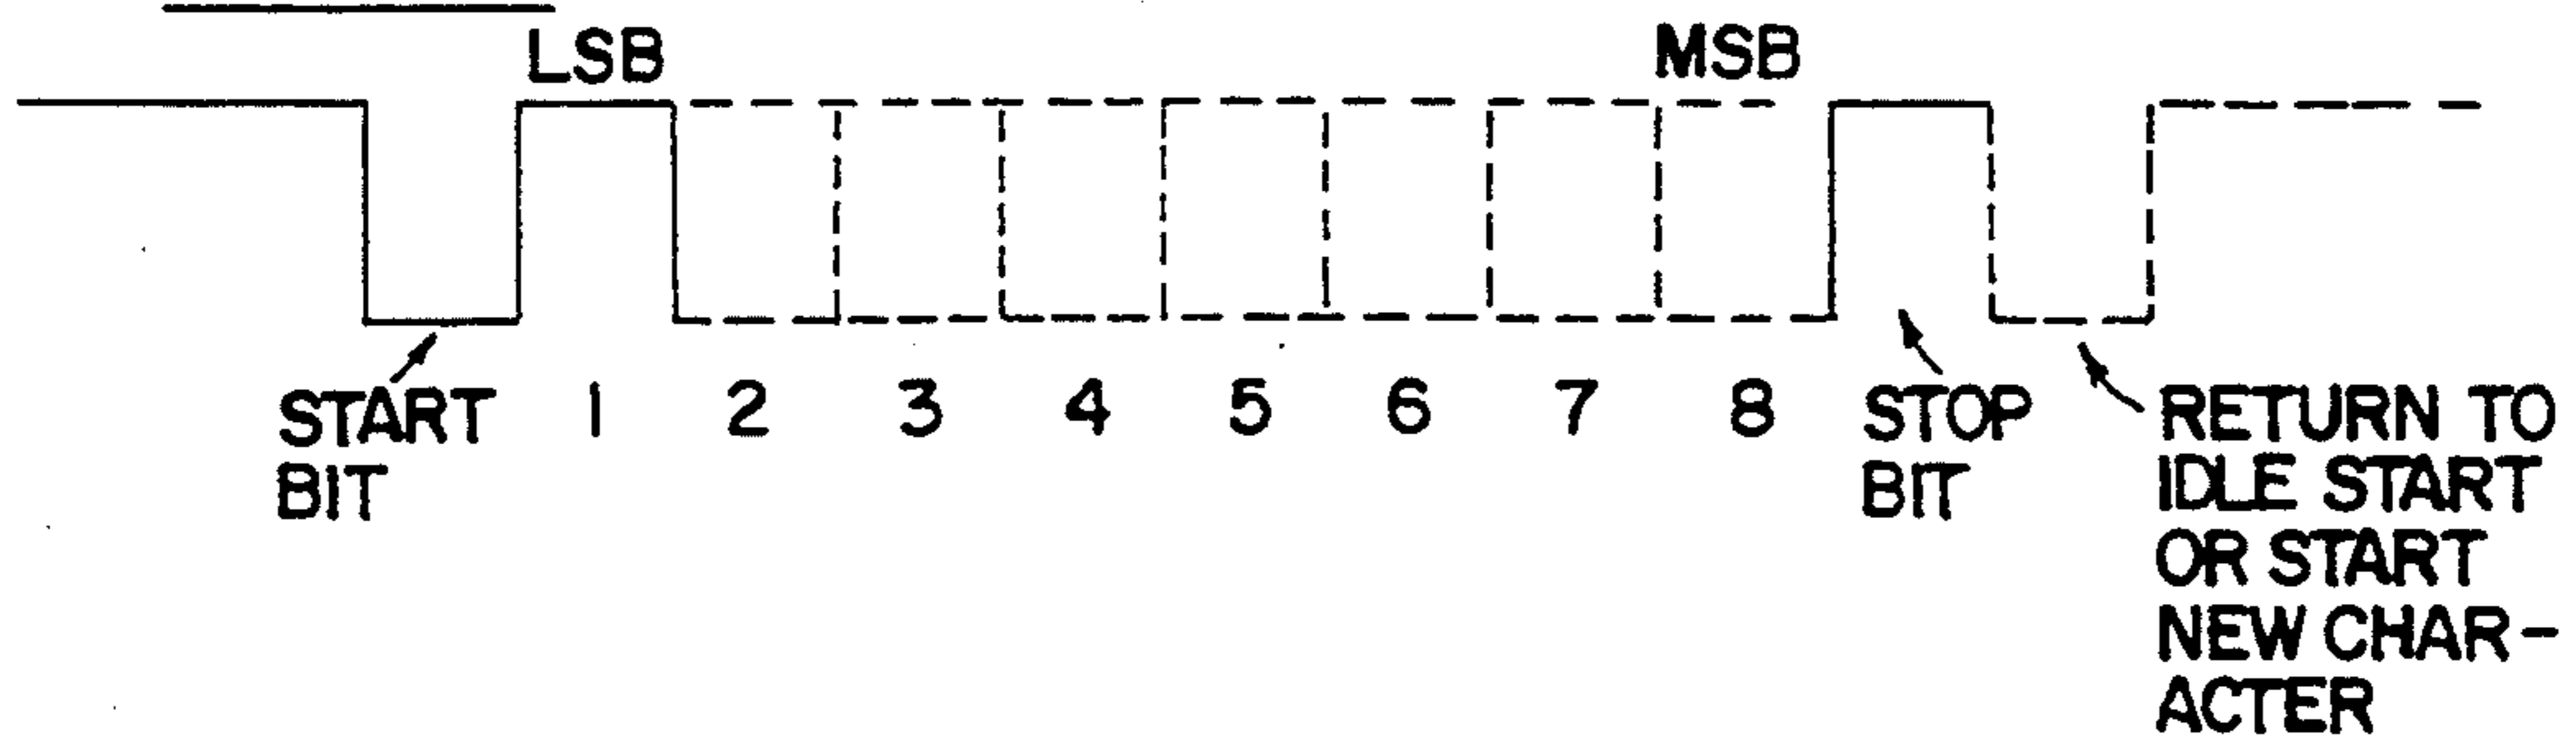 LSB MSB
START BIT
1 2 3 4 5 6 7 8
STOP BIT
RETURN TO
IDLE START
OR START
NEW CHAR-
ACTER